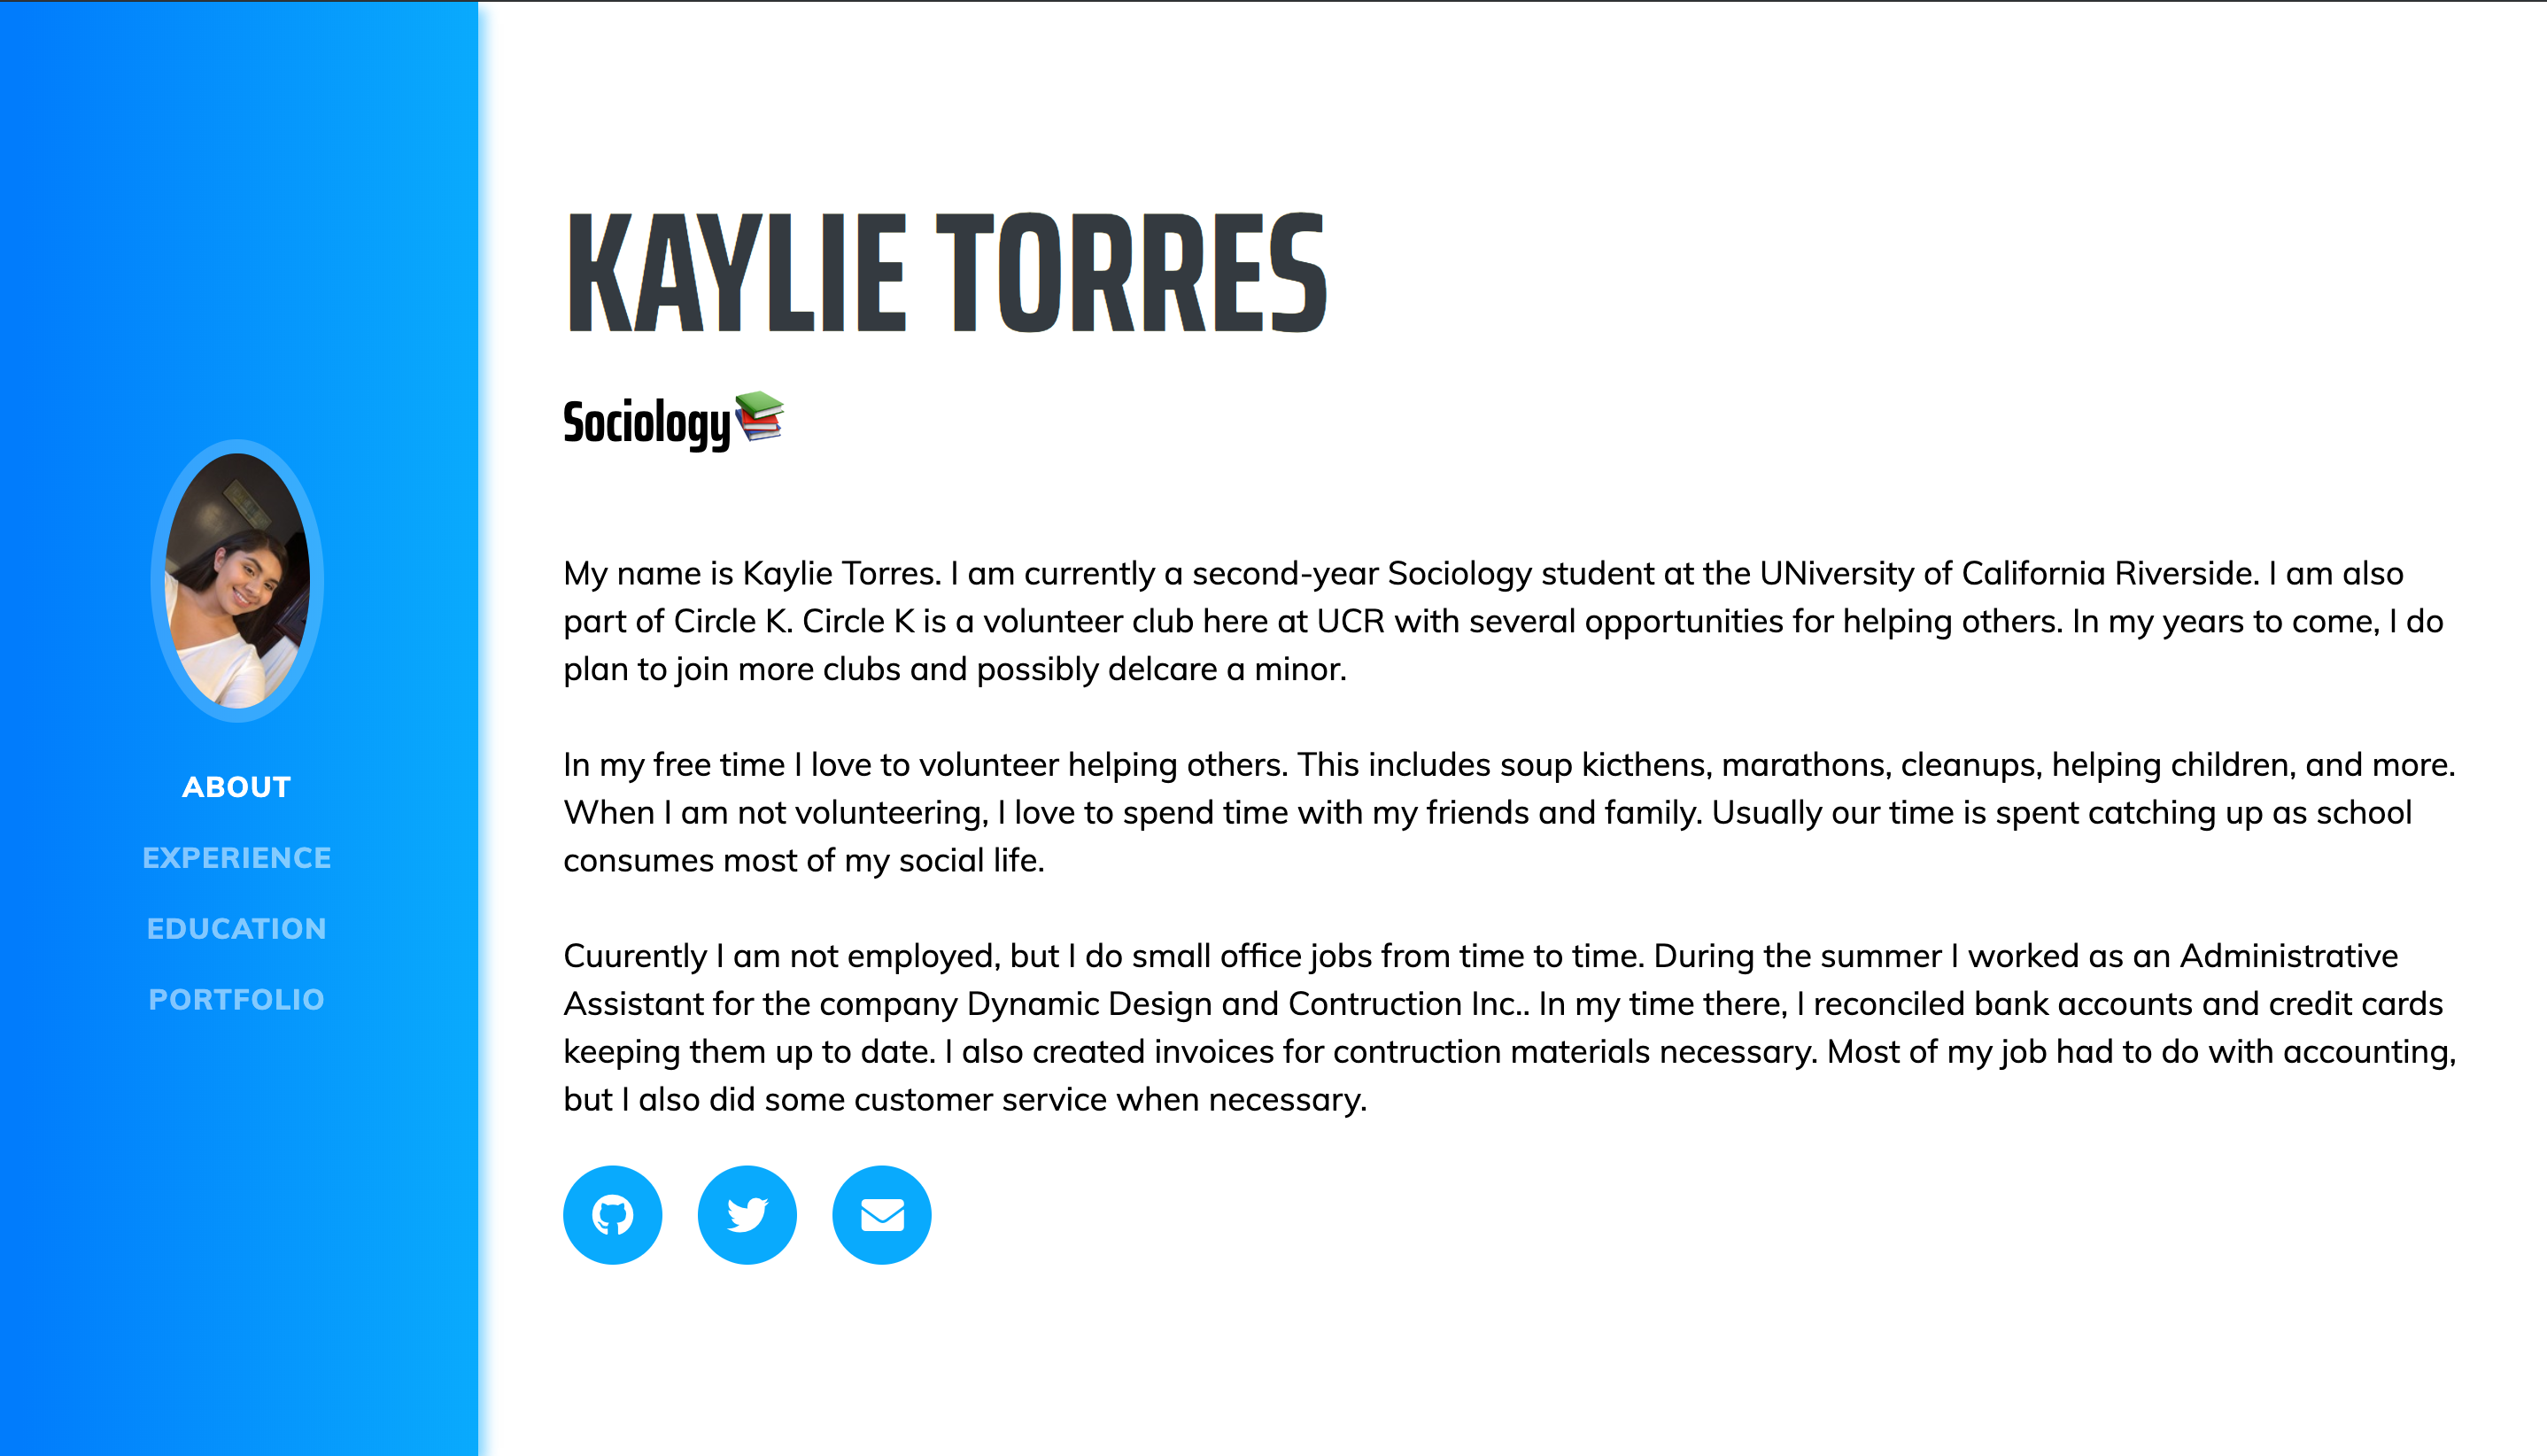 KAYLIE TORRES
Sociology📚
My name is Kaylie Torres. I am currently a second-year Sociology student at the UNiversity of California Riverside. I am also
part of Circle K. Circle K is a volunteer club here at UCR with several opportunities for helping others. In my years to come, I do
plan to join more clubs and possibly delcare a minor.
In my free time I love to volunteer helping others. This includes soup kicthens, marathons, cleanups, helping children, and more.
When I am not volunteering, I love to spend time with my friends and family. Usually our time is spent catching up as school
consumes most of my social life.
Cuurently I am not employed, but I do small office jobs from time to time. During the summer I worked as an Administrative
Assistant for the company Dynamic Design and Contruction Inc.. In my time there, I reconciled bank accounts and credit cards
keeping them up to date. I also created invoices for contruction materials necessary. Most of my job had to do with accounting,
but I also did some customer service when necessary.
ABOUT
EXPERIENCE
EDUCATION
PORTFOLIO